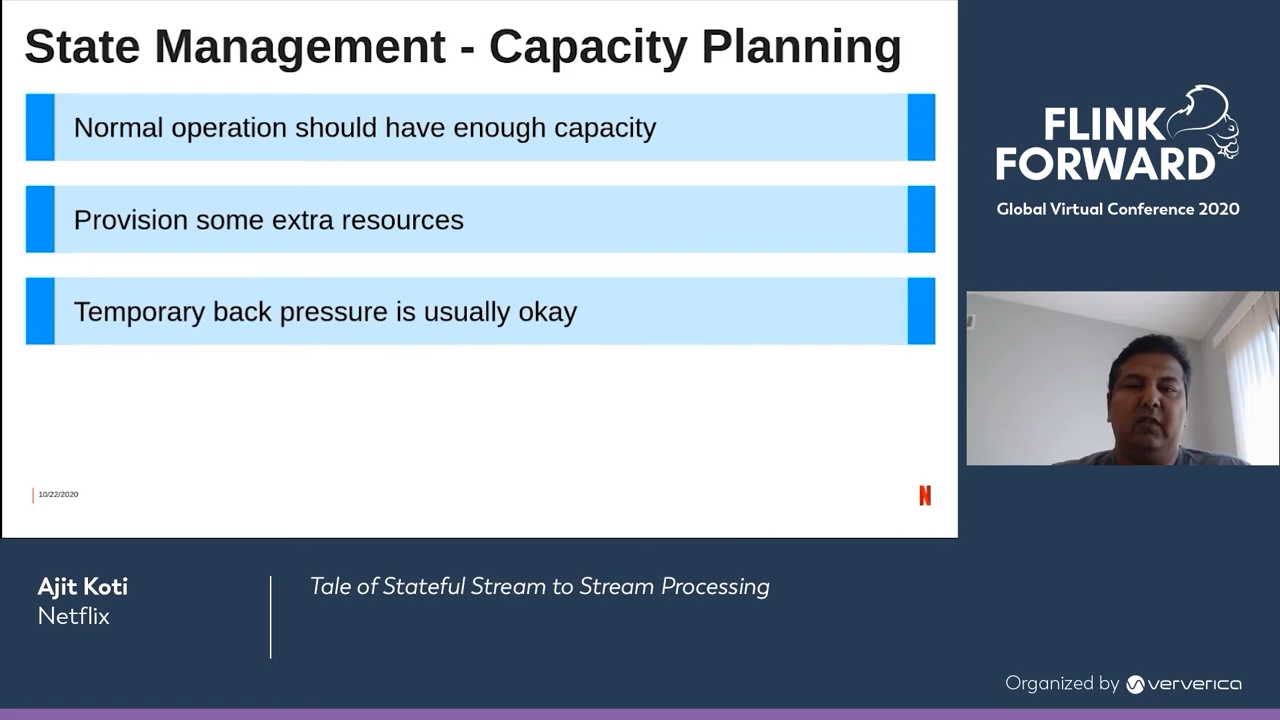 State Management - Capacity Planning
Normal operation should have enough capacity
Provision some extra resources
Temporary back pressure is usually okay
10/22/2020
N
FLINK
FORWARD
Global Virtual Conference 2020
Ajit Koti
Netflix
Tale of Stateful Stream to Stream Processing
Organized by ververica